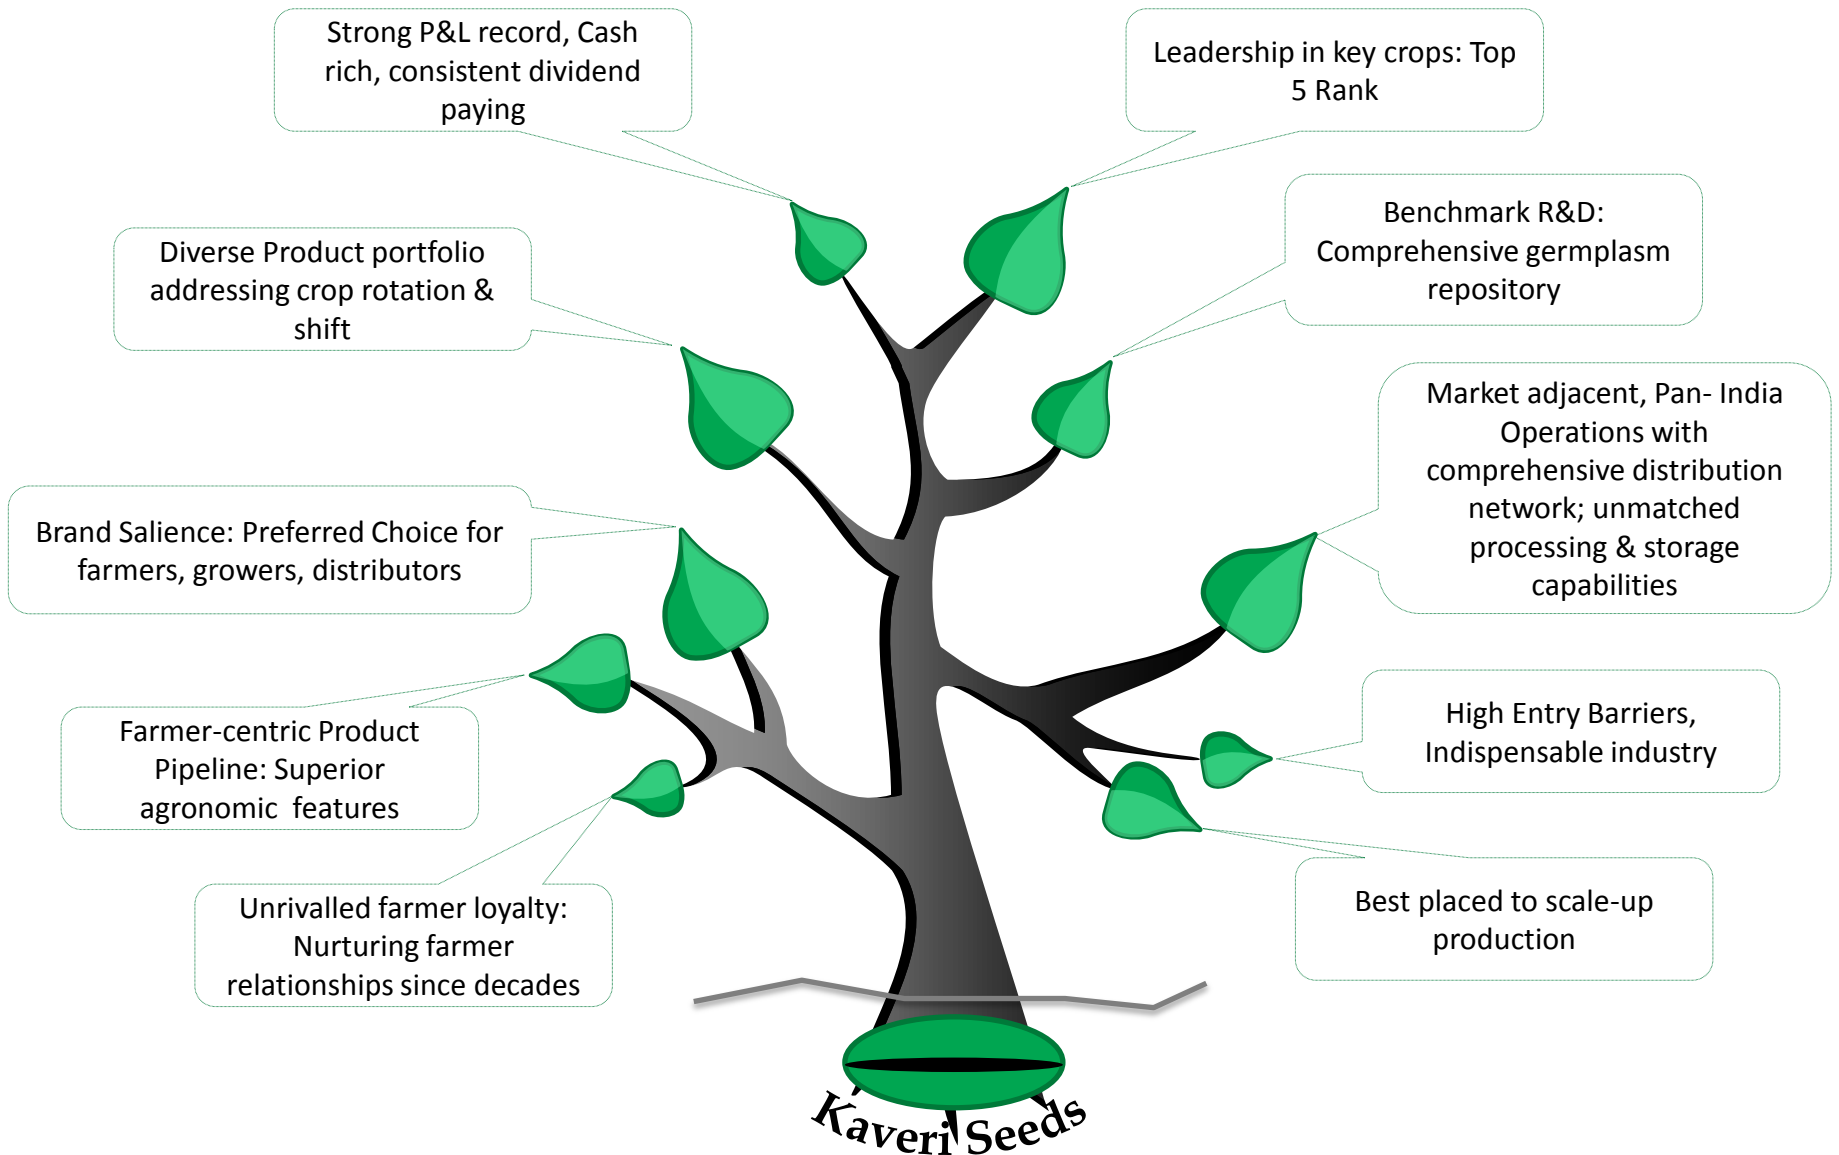 Strong P&L record, Cash
rich, consistent dividend
paying
Leadership in key crops: Top
5 Rank
Diverse Product portfolio
addressing crop rotation &
shift
Benchmark R&D:
Comprehensive germplasm
repository
Brand Salience: Preferred Choice for
farmers, growers, distributors
Market adjacent, Pan- India
Operations with
comprehensive distribution
network; unmatched
processing & storage
capabilities
Farmer-centric Product
Pipeline: Superior
agronomic  features
High Entry Barriers,
Indispensable industry
Unrivalled farmer loyalty:
Nurturing farmer
relationships since decades
Best placed to scale-up
production
Kaveri Seeds